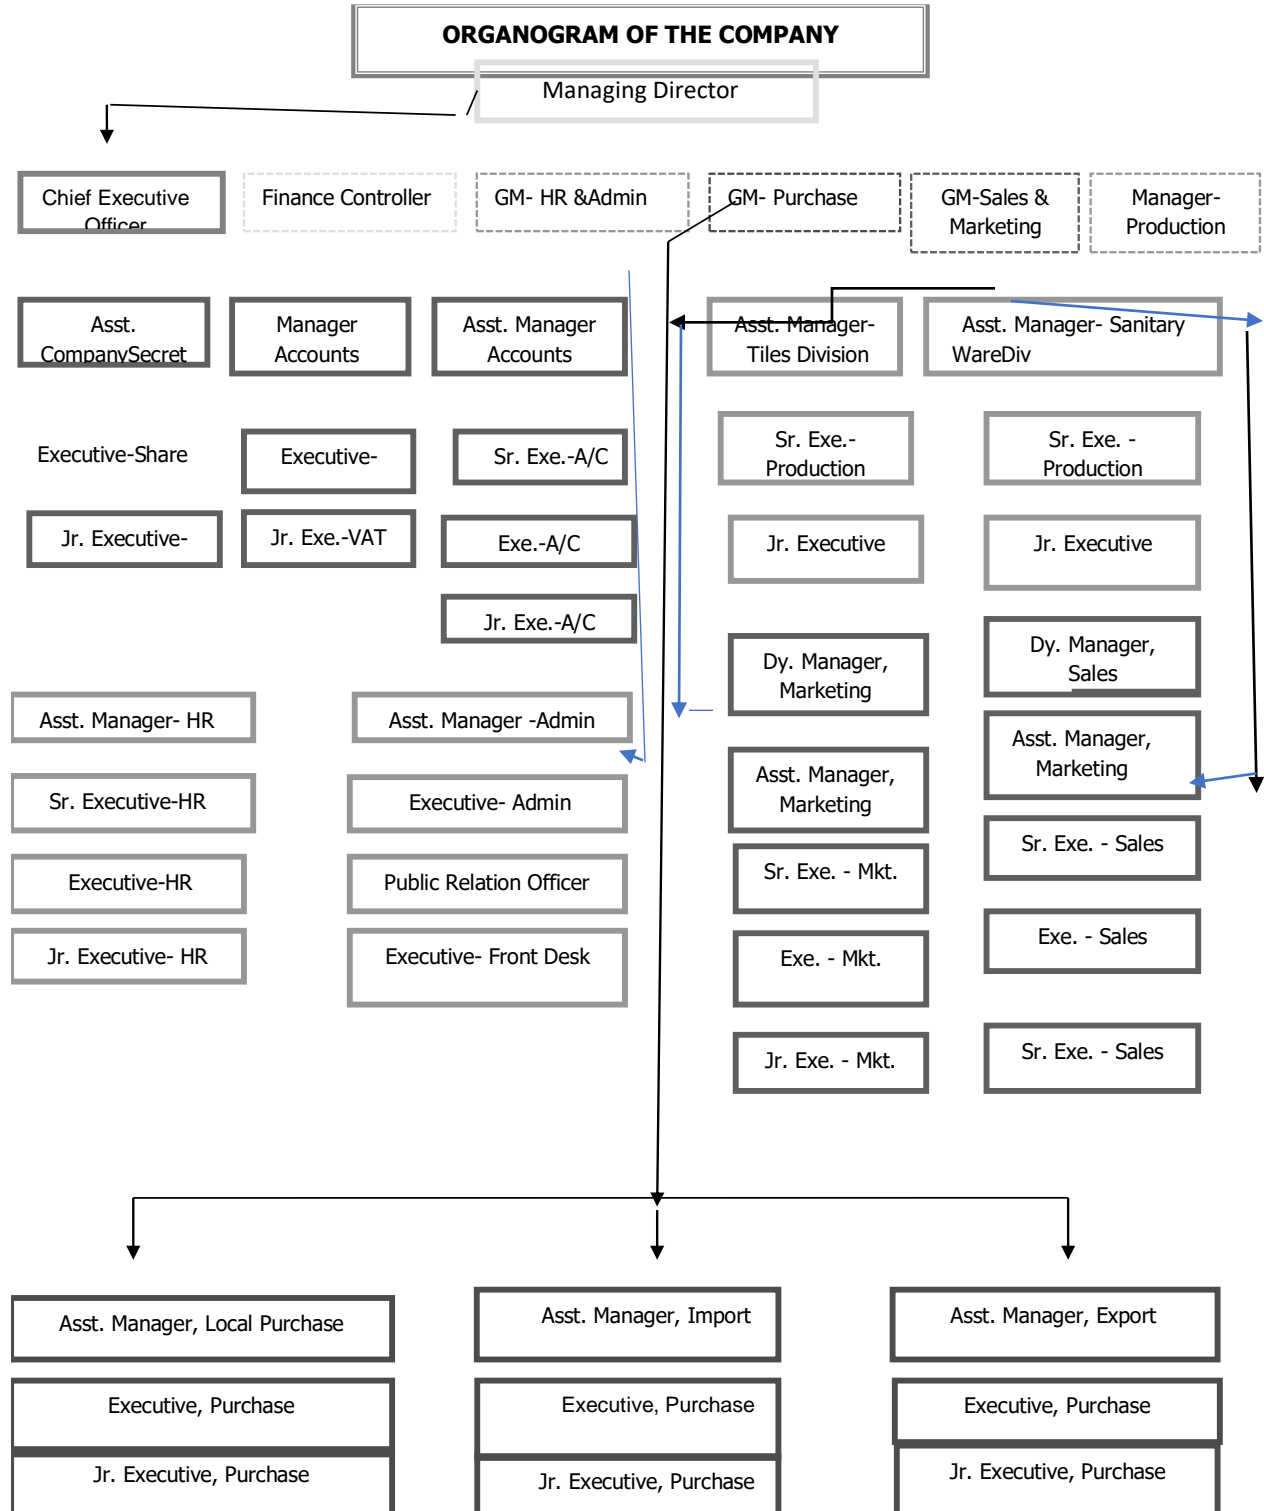 ORGANOGRAM OF THE COMPANY
Managing Director
Chief Executive
Officer
Finance Controller
GM- HR &Admin
GM- Purchase
GM-Sales &
Marketing
Manager-
Production
Asst.
CompanySecret
Manager
Accounts
Asst. Manager
Accounts
Asst. Manager-
Tiles Division
Asst. Manager- Sanitary
WareDiv
Executive-Share
Executive-
Sr. Exe.-A/C
Sr. Exe.-
Production
Sr. Exe. -
Production
Jr. Executive-
Jr. Exe.-VAT
Exe.-A/C
Jr. Executive
Jr. Executive
Jr. Exe.-A/C
Dy. Manager,
Marketing
Dy. Manager,
Sales
Asst. Manager- HR
Asst. Manager -Admin
Asst. Manager,
Marketing
Asst. Manager,
Marketing
Sr. Executive-HR
Executive- Admin
Sr. Exe. - Mkt.
Sr. Exe. - Sales
Executive-HR
Public Relation Officer
Exe. - Mkt.
Exe. - Sales
Jr. Executive- HR
Executive- Front Desk
Jr. Exe. - Mkt.
Sr. Exe. - Sales
Asst. Manager, Local Purchase
Asst. Manager, Import
Asst. Manager, Export
Executive, Purchase
Executive, Purchase
Executive, Purchase
Jr. Executive, Purchase
Jr. Executive, Purchase
Jr. Executive, Purchase